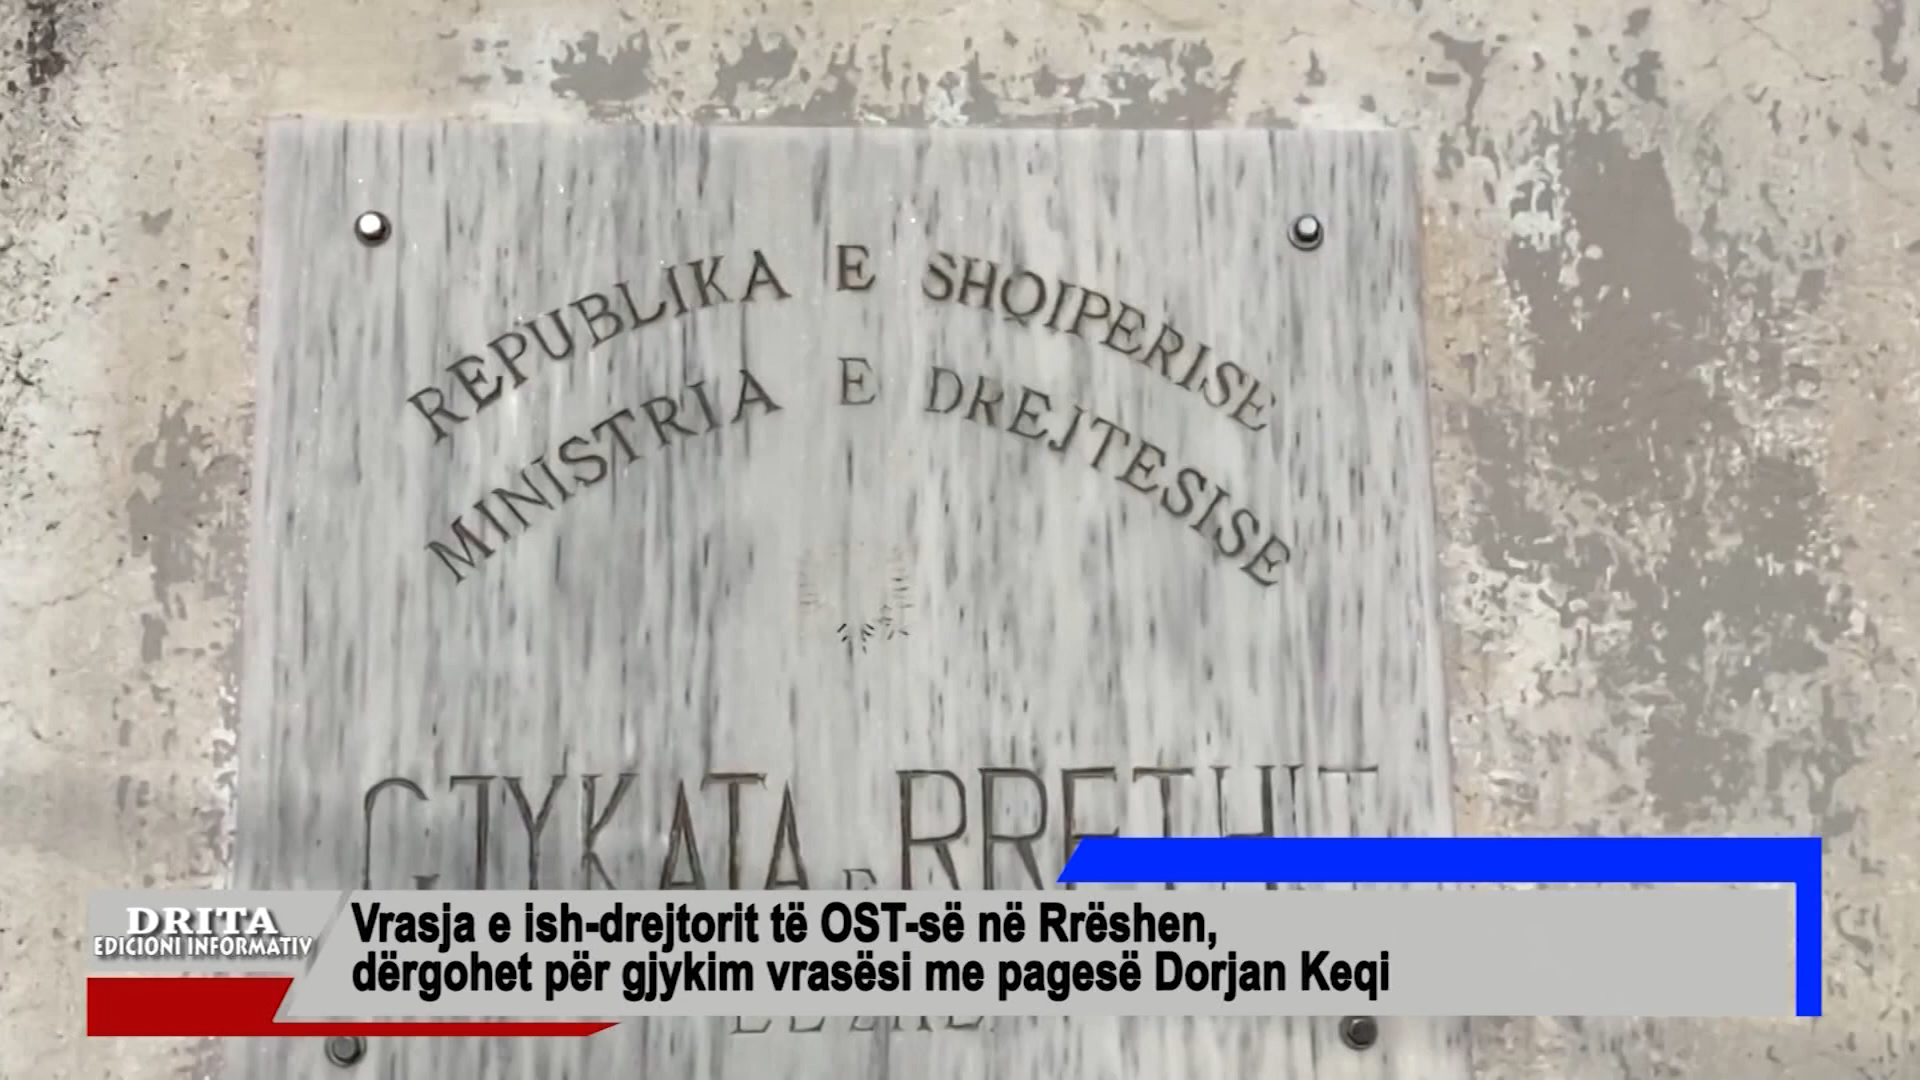 REPUBLIKA E SHQIPERISE
MINISTRIA E DREJTESISE
GJYKATA E RRETHIT
DRITA
EDICIONI INFORMATIV
Vrasja e ish-drejtorit të OST-së në Rrëshen,
dërgohet për gjykim vrasësi me pagesë Dorjan Keqi